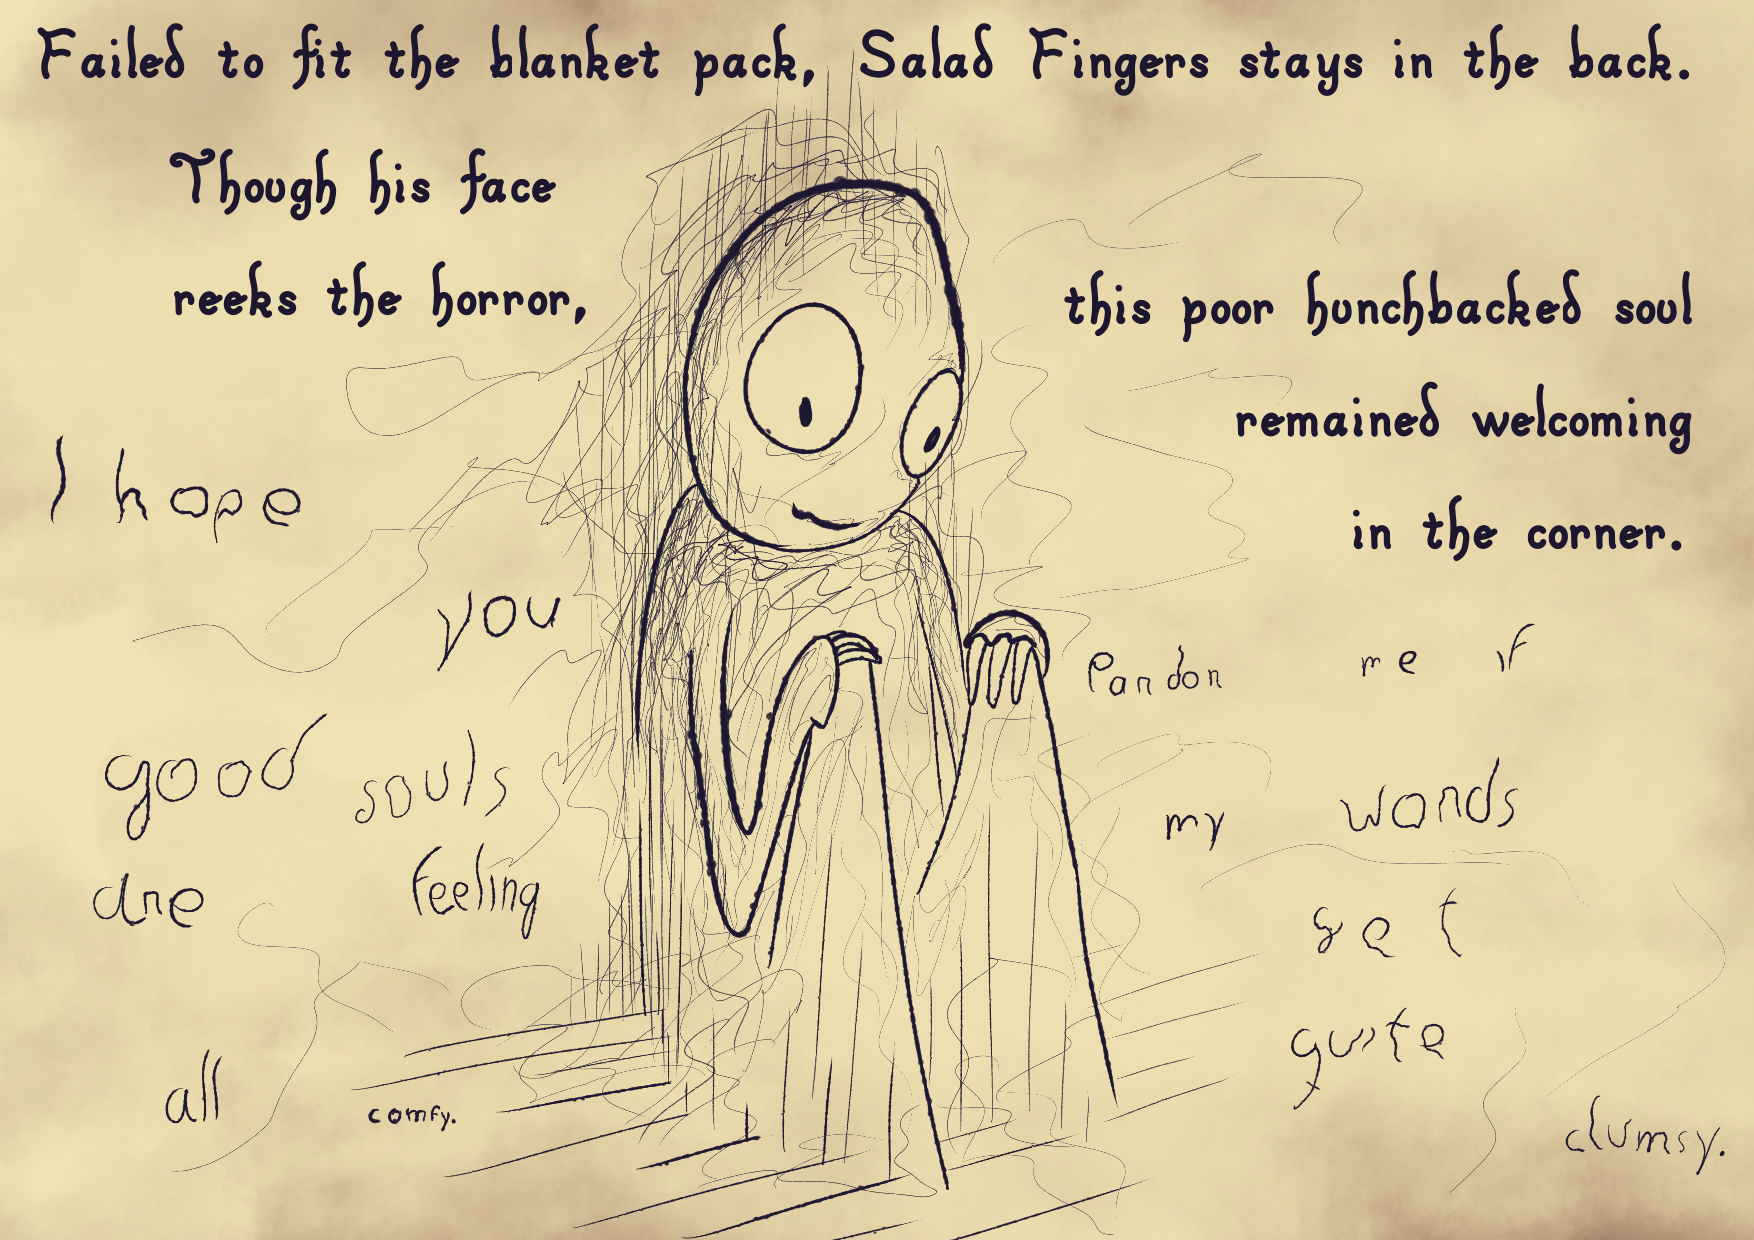 Failed to fit the blanket pack, Salad Fingers stays in the back.
Though his face
reeks the horror,
this poor hunchbacked soul
remained welcoming
in the corner.
I hope
you
good souls
are feeling
all comfy.
Pardon me if
my words
get
quite
clumsy.